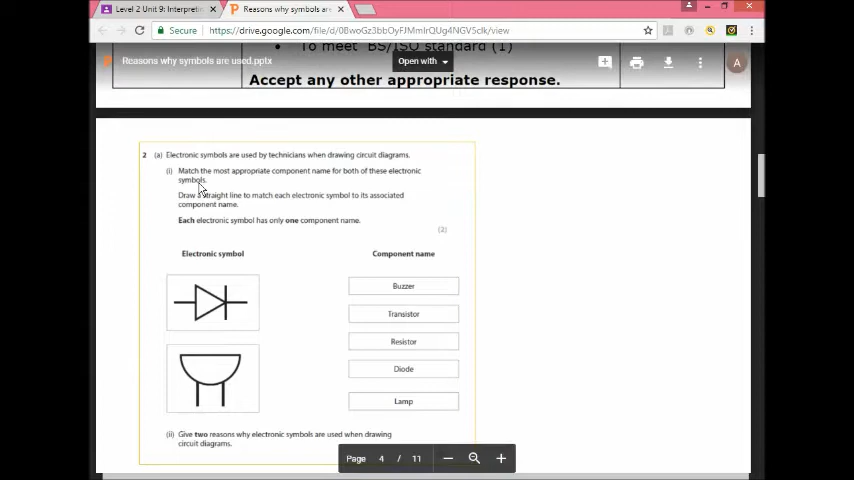 Level 2 Unit 9: Interpretin
Reasons why symbols are
Secure https://drive.google.com/file/d/0BwoGz3bbOyFJMmlrQUg4NGV5clk/view
• To meet BS/ISO standard (1)
Reasons why symbols are used.pptx
Open with
A
Accept any other appropriate response.
2 (a) Electronic symbols are used by technicians when drawing circuit diagrams.
(i) Match the most appropriate component name for both of these electronic
symbols.
Draw a straight line to match each electronic symbol to its associated
component name.
Each electronic symbol has only one component name.
(2)
Electronic symbol Component name
Buzzer
Transistor
Resistor
Diode
Lamp
(ii) Give two reasons why electronic symbols are used when drawing
circuit diagrams.
Page 4 / 11